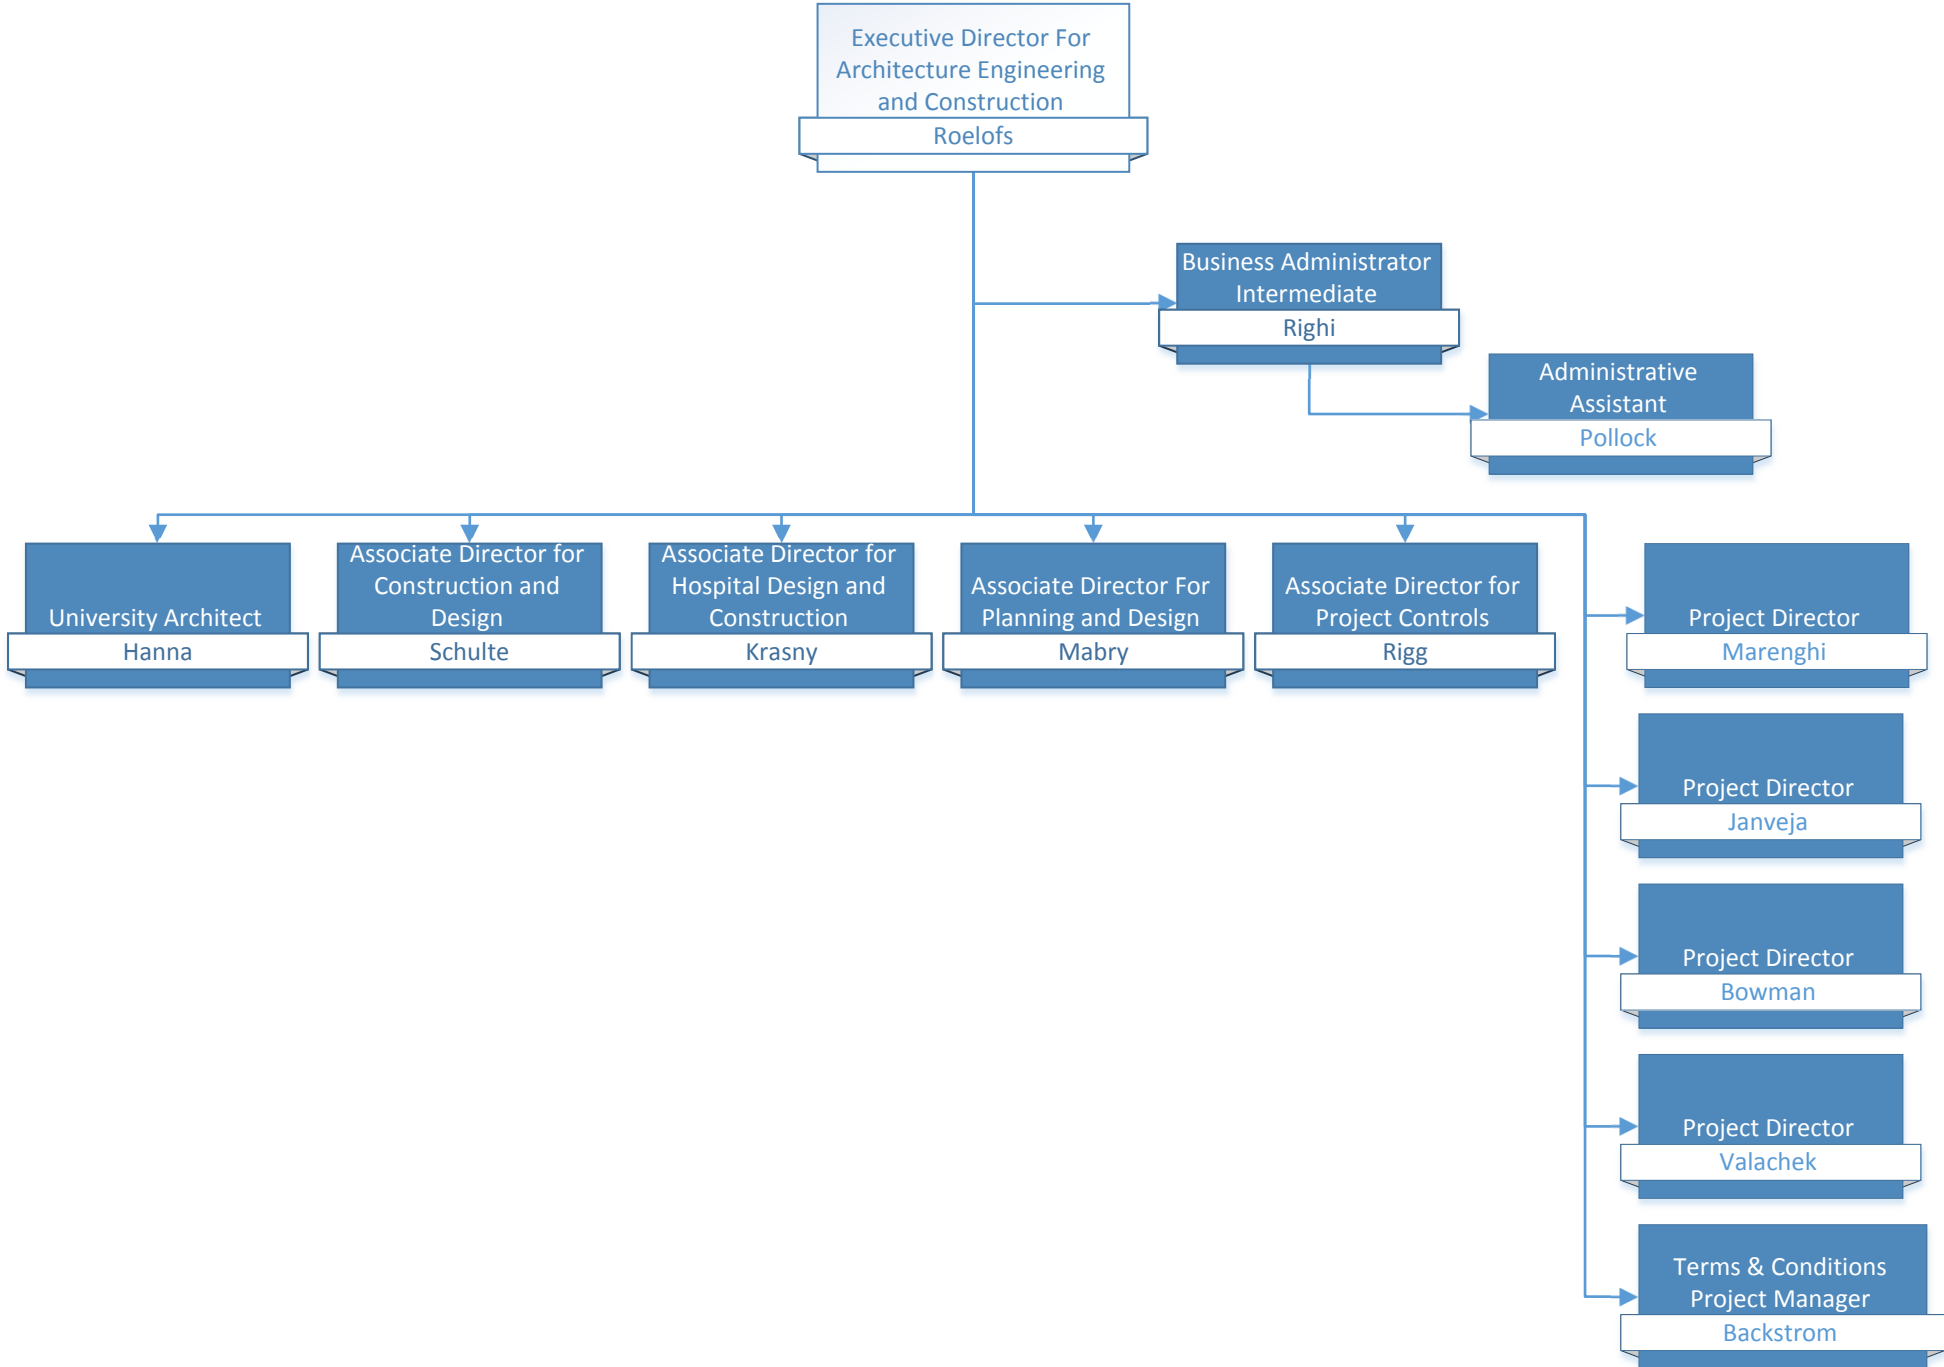 Executive Director For
Architecture Engineering
and Construction
Roelofs
Business Administrator
Intermediate
Righi
Administrative
Assistant
Pollock
University Architect
Hanna
Associate Director for
Construction and
Design
Schulte
Associate Director for
Hospital Design and
Construction
Krasny
Associate Director For
Planning and Design
Mabry
Associate Director for
Project Controls
Rigg
Project Director
Marenghi
Project Director
Janveja
Project Director
Bowman
Project Director
Valachek
Terms & Conditions
Project Manager
Backstrom